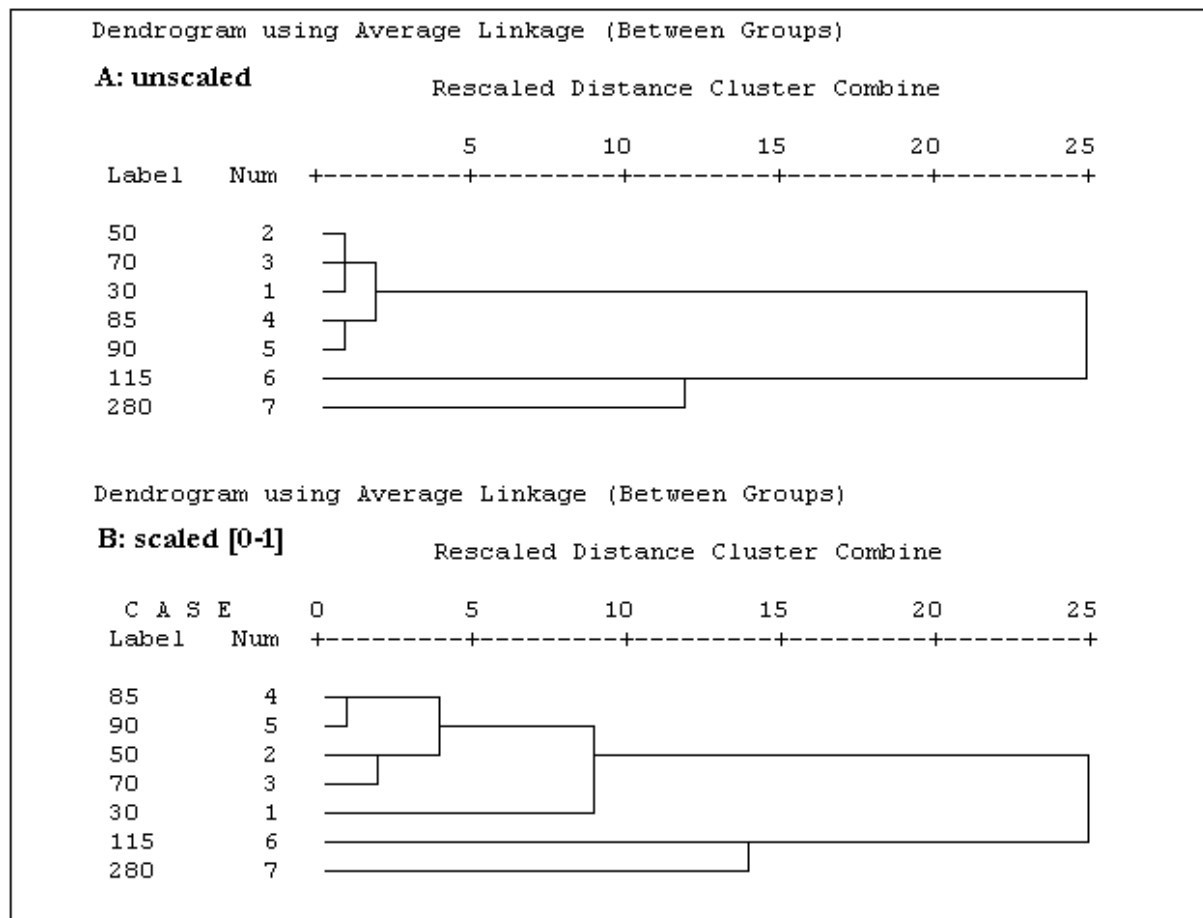 Dendrogram using Average Linkage (Between Groups)
A: unscaled
Rescaled Distance Cluster Combine
5 10 15 20 25
Label Num +---------+---------+---------+---------+---------+
50 2
70 3
30 1
85 4
90 5
115 6
280 7
Dendrogram using Average Linkage (Between Groups)
B: scaled [0-1]
Rescaled Distance Cluster Combine
C A S E 0 5 10 15 20 25
Label Num +---------+---------+---------+---------+---------+
85 4
90 5
50 2
70 3
30 1
115 6
280 7